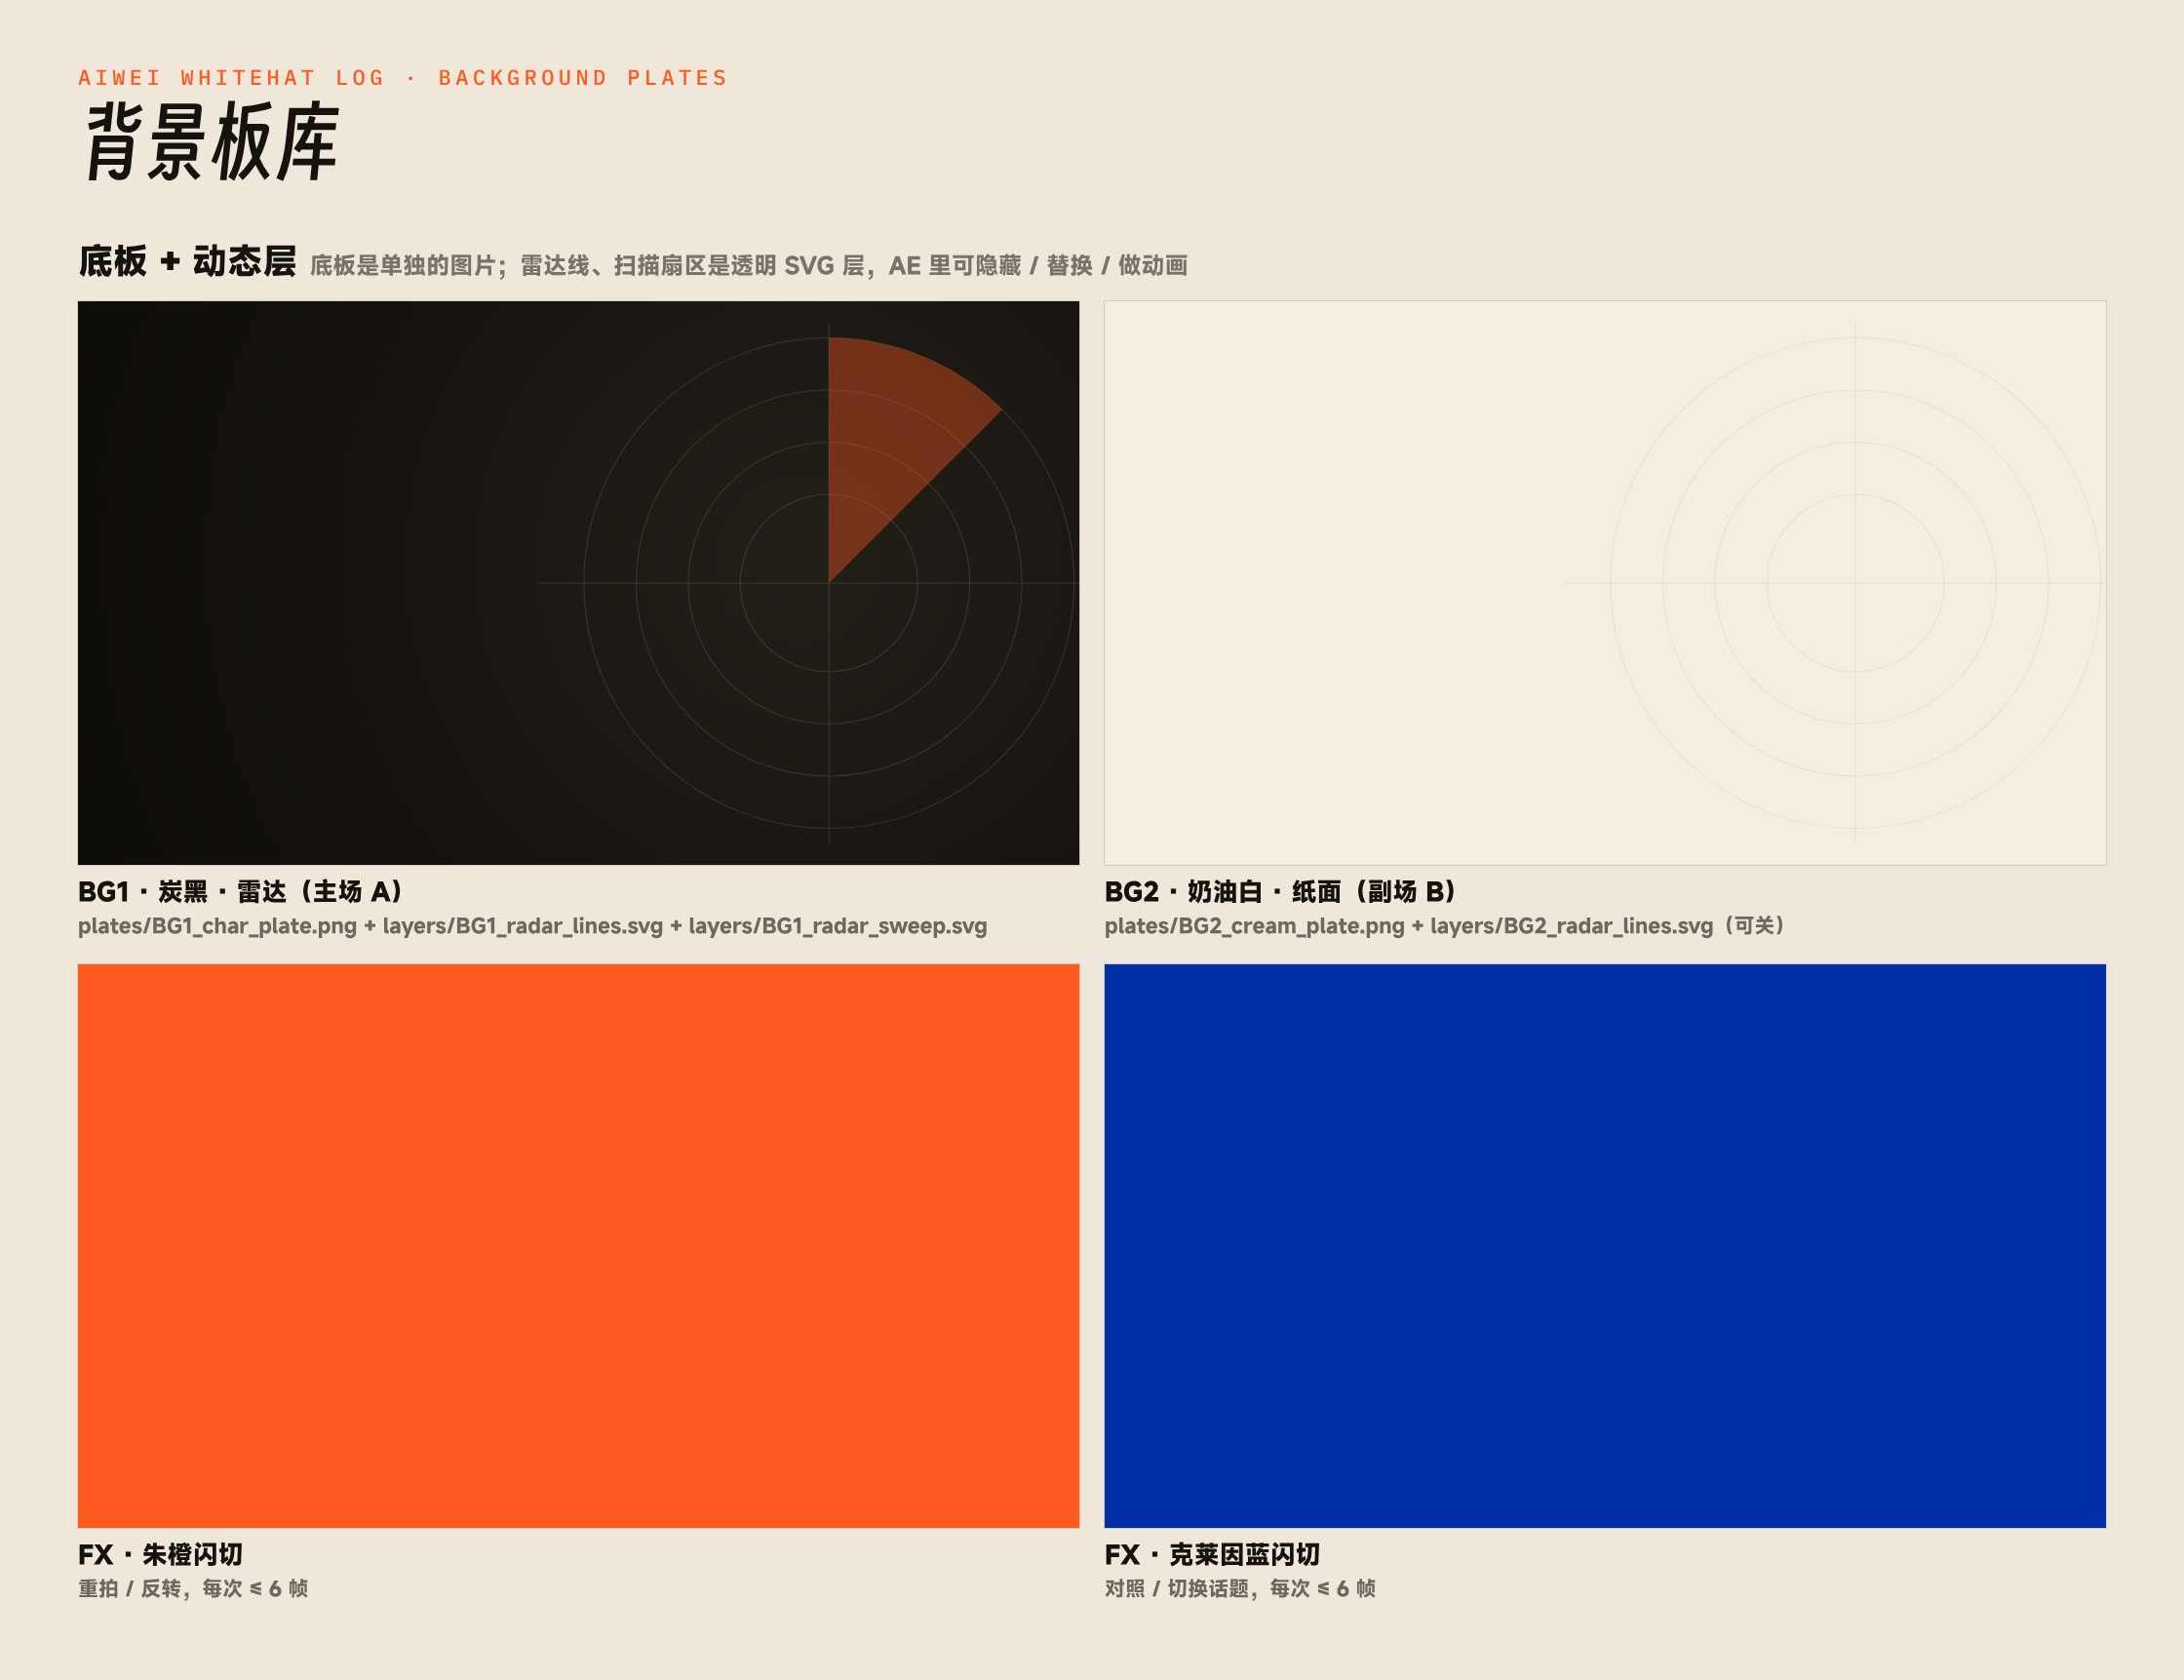 AIWEI WHITEHAT LOG · BACKGROUND PLATES
背景板库
底板 + 动态层 底板是单独的图片；雷达线、扫描扇区是透明 SVG 层，AE 里可隐藏 / 替换 / 做动画
BG1 · 炭黑 · 雷达（主场 A）
plates/BG1_char_plate.png + layers/BG1_radar_lines.svg + layers/BG1_radar_sweep.svg
BG2 · 奶油白 · 纸面（副场 B）
plates/BG2_cream_plate.png + layers/BG2_radar_lines.svg（可关）
FX · 朱橙闪切
重拍 / 反转，每次 ≤ 6 帧
FX · 克莱因蓝闪切
对照 / 切换话题，每次 ≤ 6 帧